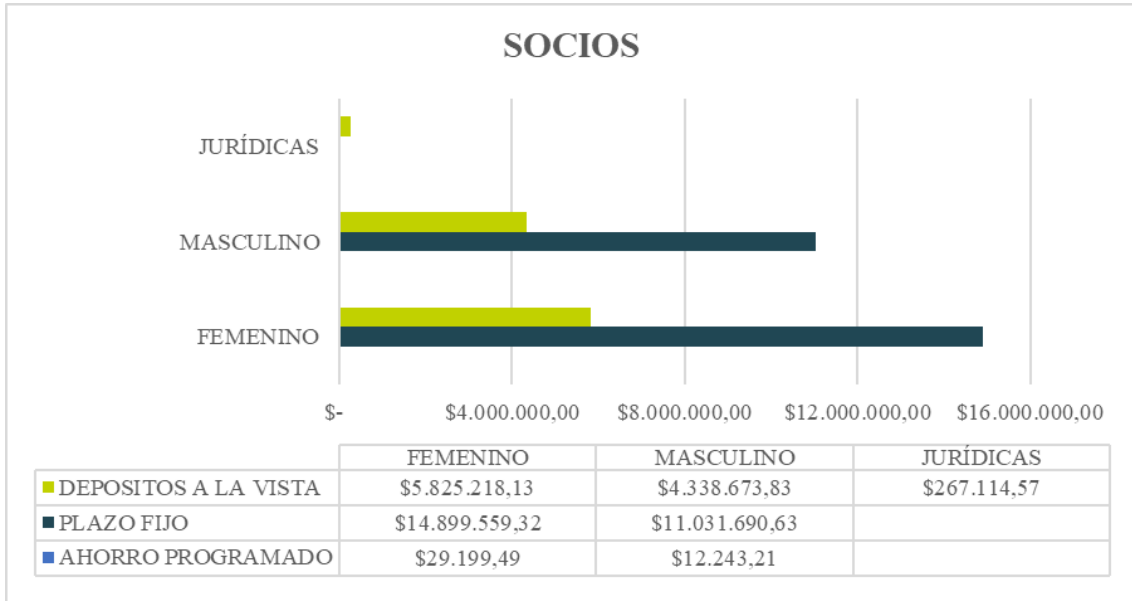 SOCIOS
JURÍDICAS
MASCULINO
FEMENINO
$- $4.000.000,00 $8.000.000,00 $12.000.000,00 $16.000.000,00
FEMENINO MASCULINO JURÍDICAS
DEPOSITOS A LA VISTA $5.825.218,13 $4.338.673,83 $267.114,57
PLAZO FIJO $14.899.559,32 $11.031.690,63
AHORRO PROGRAMADO $29.199,49 $12.243,21